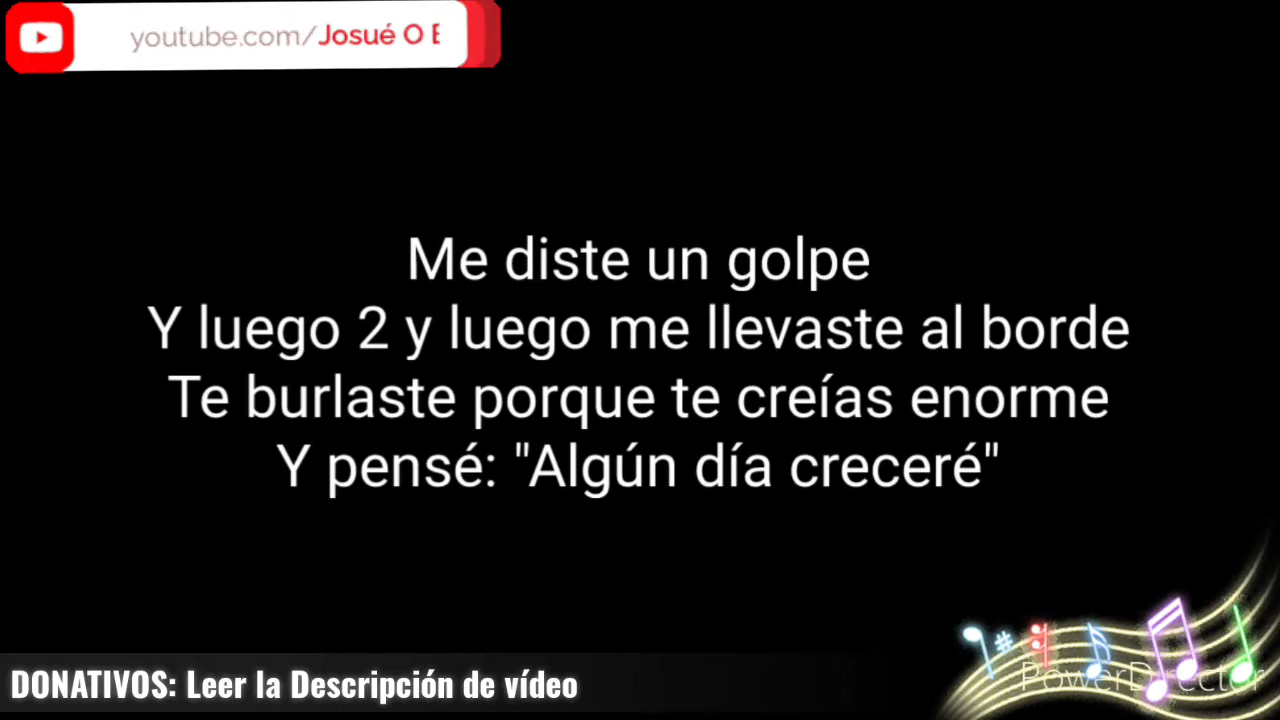 youtube.com/Josué O E
Me diste un golpe
Y luego 2 y luego me llevaste al borde
Te burlaste porque te creías enorme
Y pensé: "Algún día creceré"
PowerDirector
DONATIVOS: Leer la Descripción de vídeo